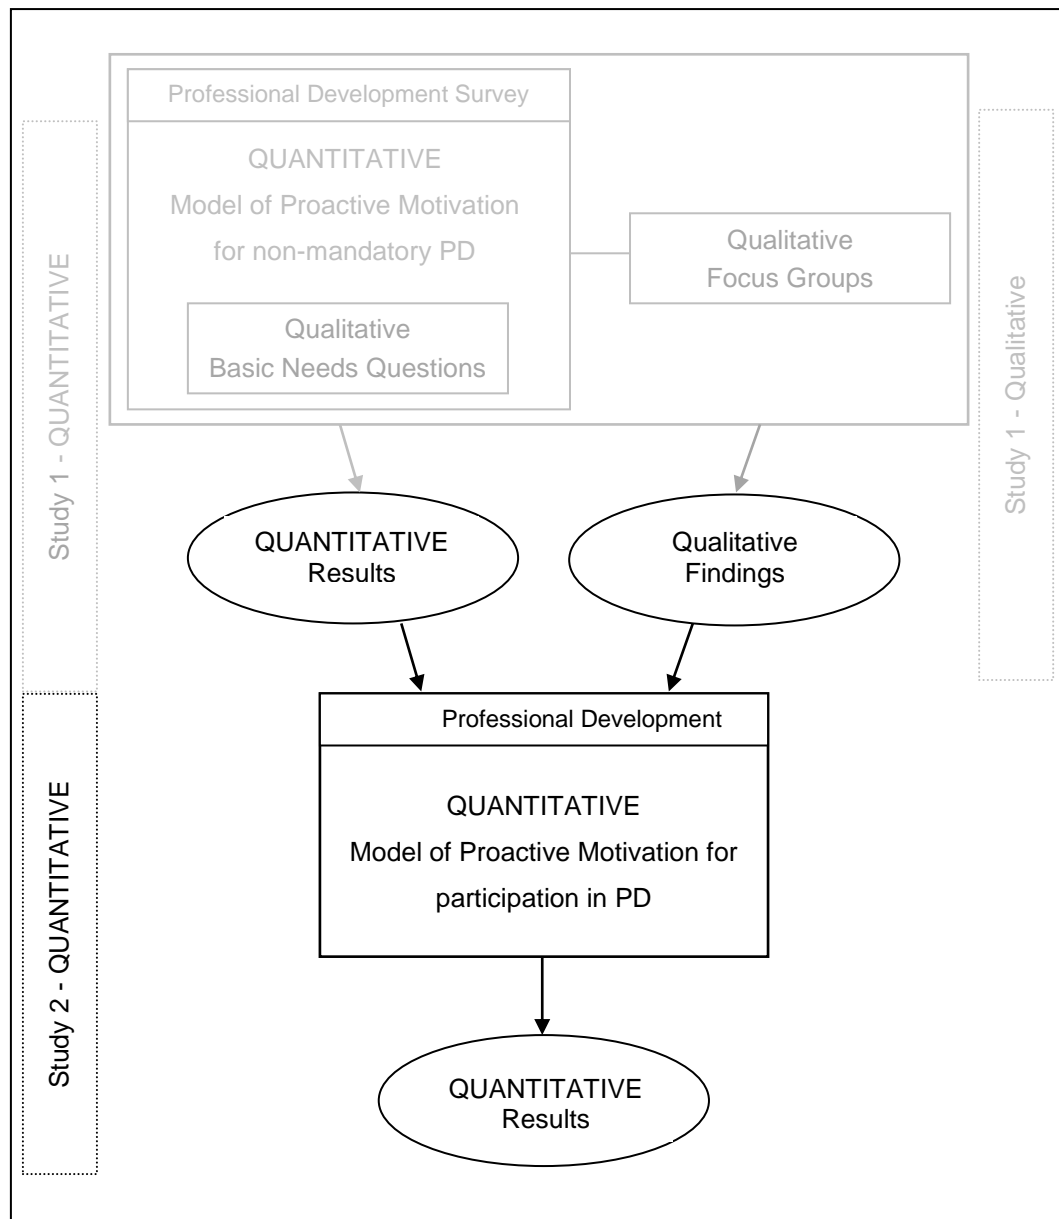 Professional Development Survey
QUANTITATIVE
Model of Proactive Motivation
for non-mandatory PD
Qualitative
Basic Needs Questions
Qualitative
Focus Groups
Study 1 - QUANTITATIVE
Study 1 - Qualitative
QUANTITATIVE
Results
Qualitative
Findings
Professional Development
QUANTITATIVE
Model of Proactive Motivation for
participation in PD
Study 2 - QUANTITATIVE
QUANTITATIVE
Results